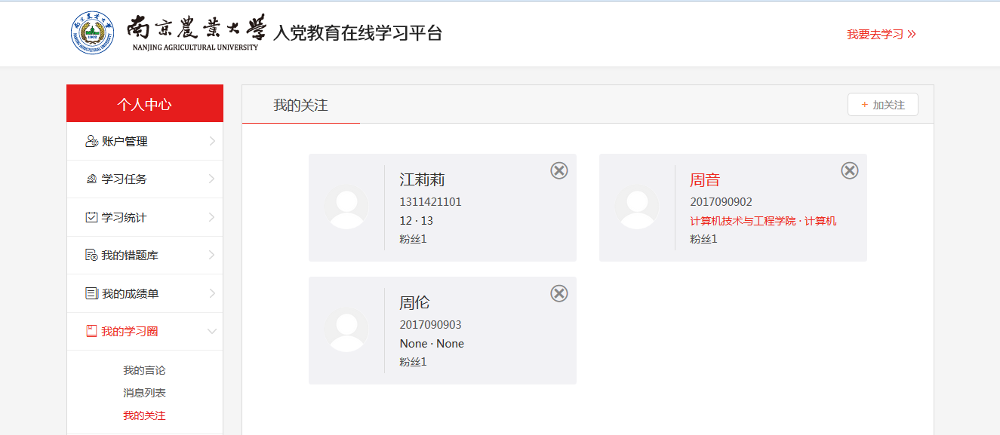 南京農業大學
NANJING AGRICULTURAL UNIVERSITY
入党教育在线学习平台
我要去学习 »
个人中心
账户管理
学习任务
学习统计
我的错题库
我的成绩单
我的学习圈
我的言论
消息列表
我的关注
我的关注
+ 加关注
江莉莉
1311421101
12 · 13
粉丝1
周音
2017090902
计算机技术与工程学院 · 计算机
粉丝1
周伦
2017090903
None · None
粉丝1